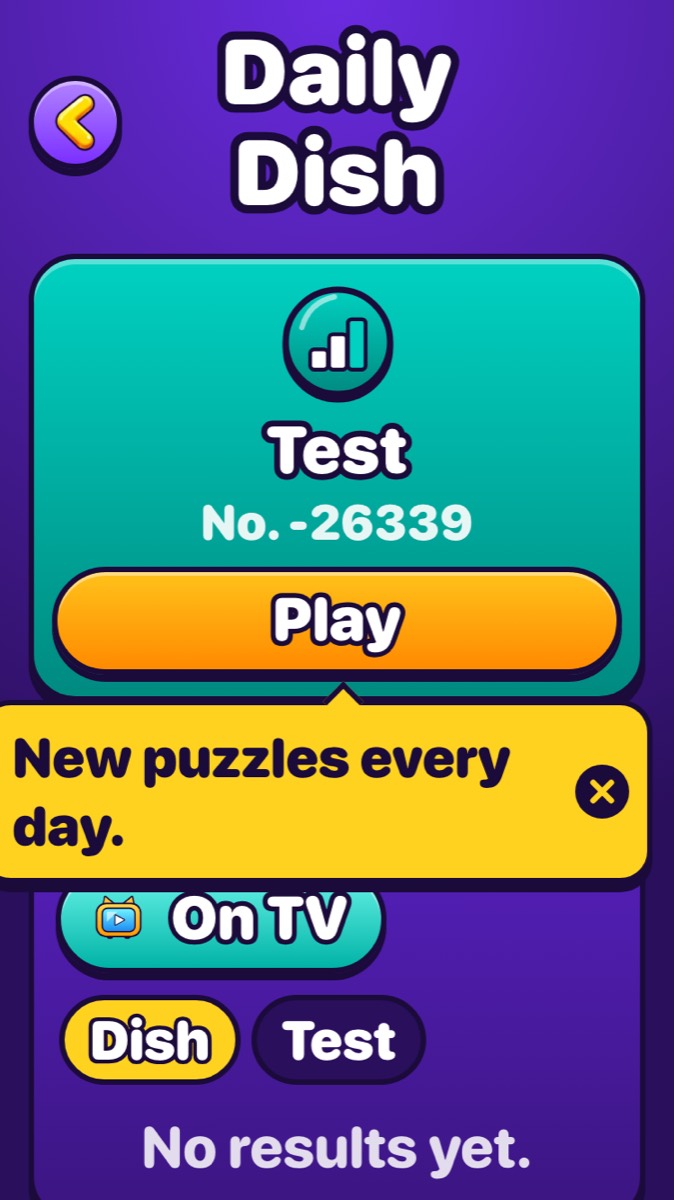 Daily
Dish
Test
No. -26339
Play
New puzzles every
day.
On TV
Dish
Test
No results yet.